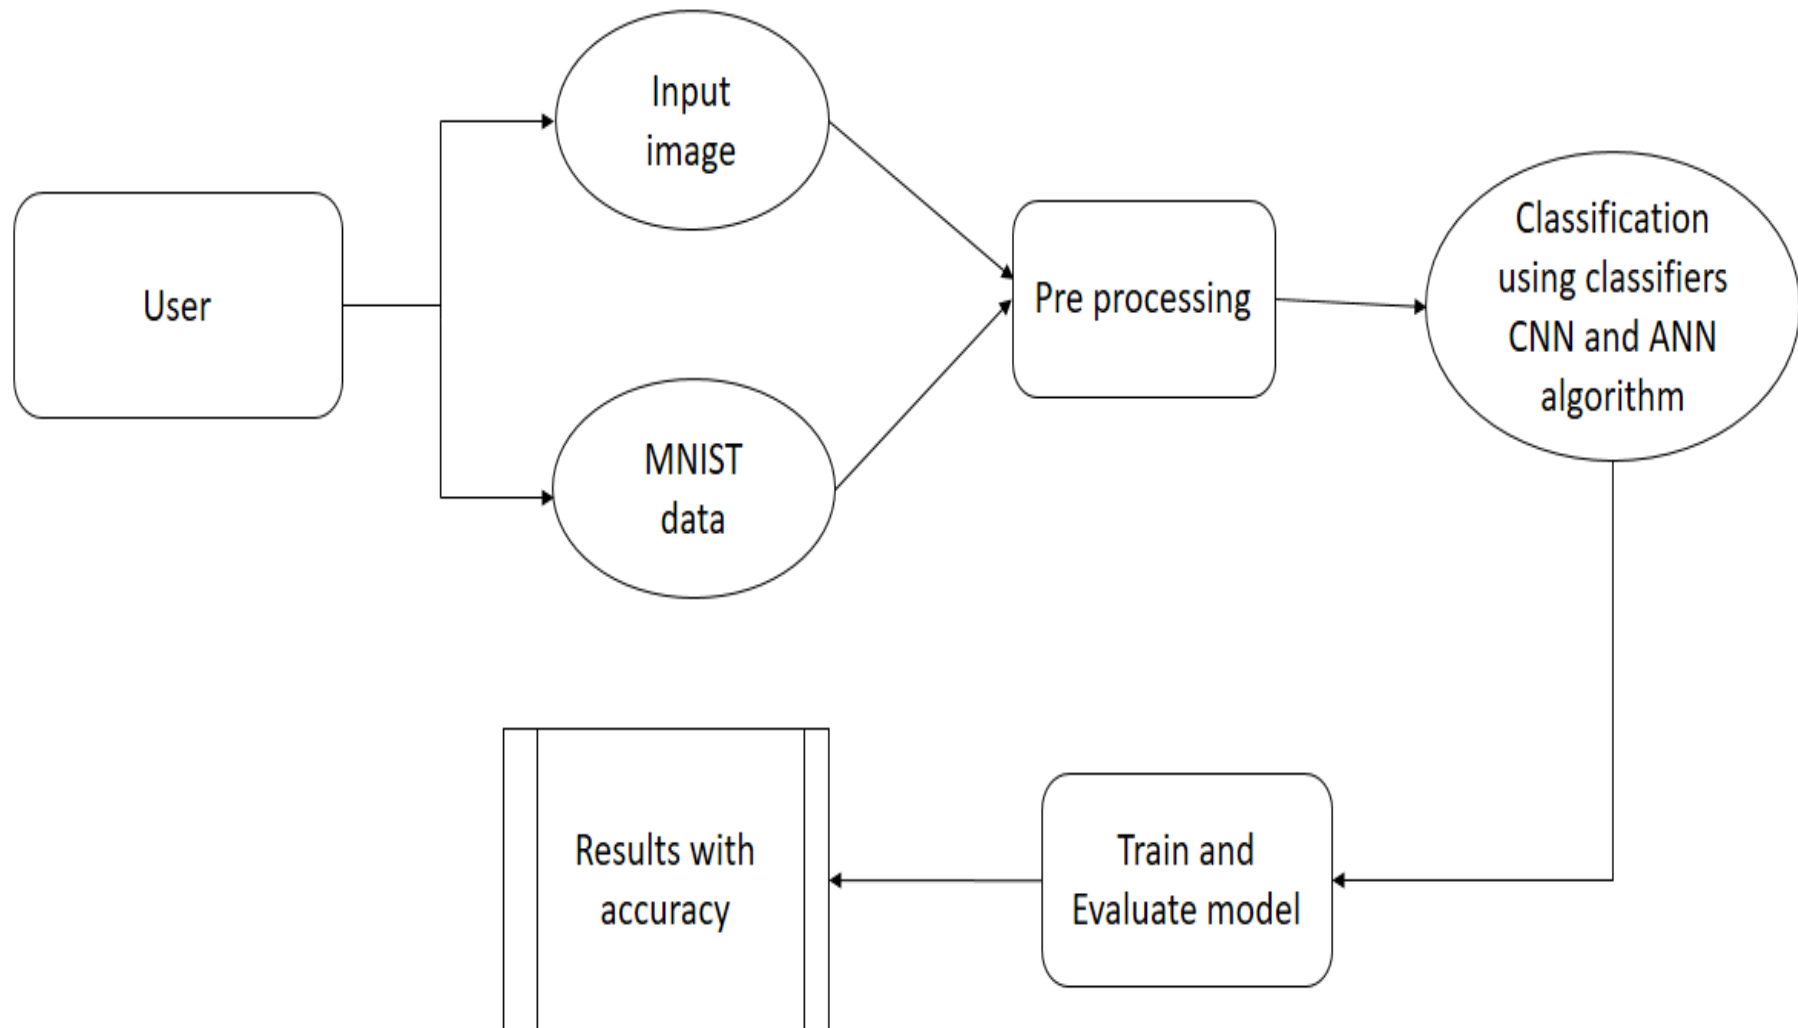 Input
image
User
MNIST
data
Pre processing
Classification
using classifiers
CNN and ANN
algorithm
Train and
Evaluate model
Results with
accuracy